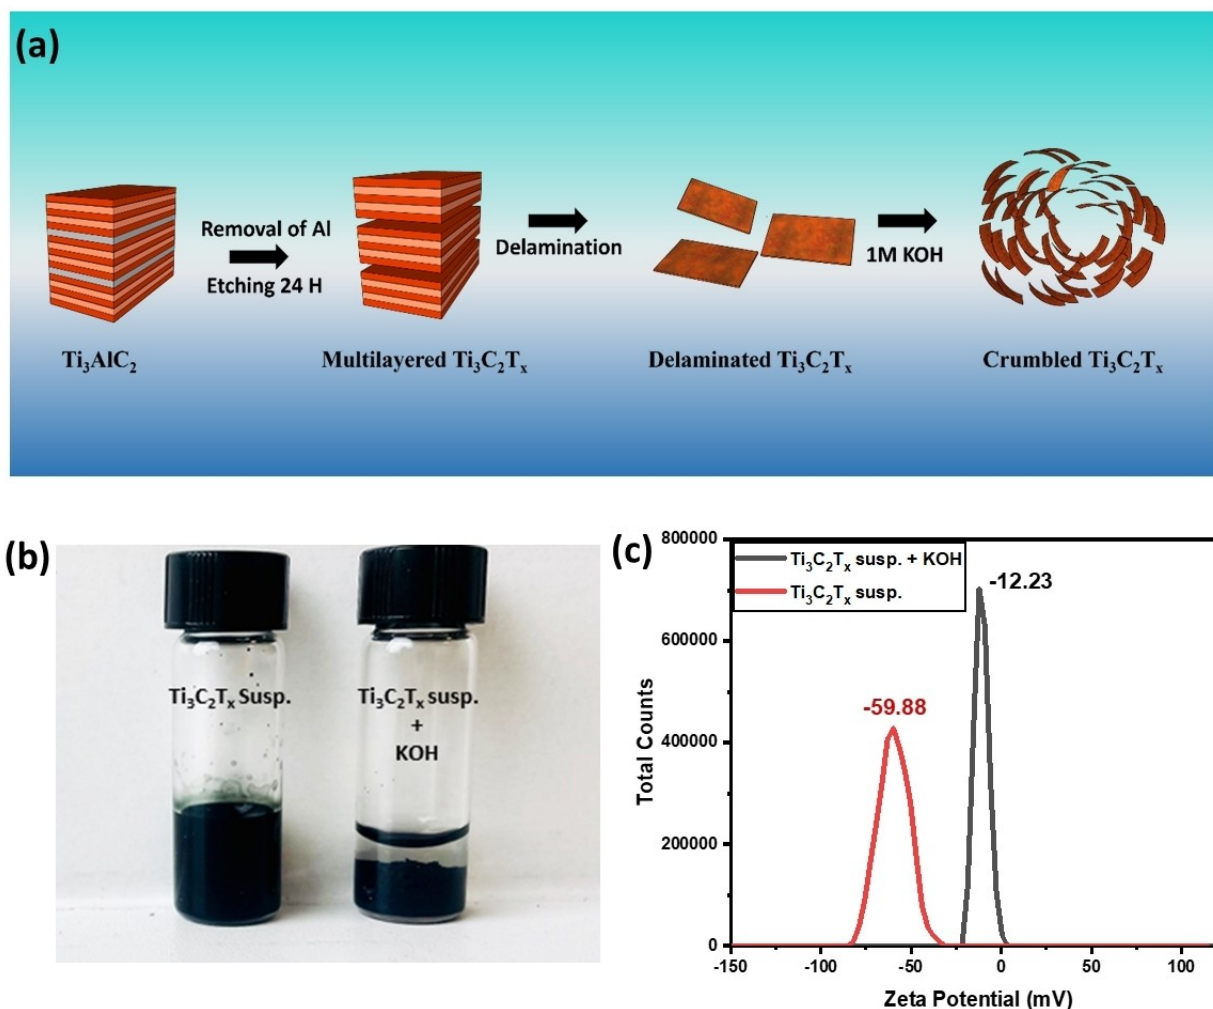 (a)
Removal of Al
Etching 24 H
Delamination
1M KOH
Ti₃AlC₂
Multilayered Ti₃C₂Tₓ
Delaminated Ti₃C₂Tₓ
Crumbled Ti₃C₂Tₓ
(b)
Ti₃C₂Tₓ Susp.
Ti₃C₂Tₓ susp.
+
KOH
(c)
800000
600000
400000
200000
0
Total Counts
Ti₃C₂Tₓ susp. + KOH
Ti₃C₂Tₓ susp.
-12.23
-59.88
-150
-100
-50
0
50
100
Zeta Potential (mV)